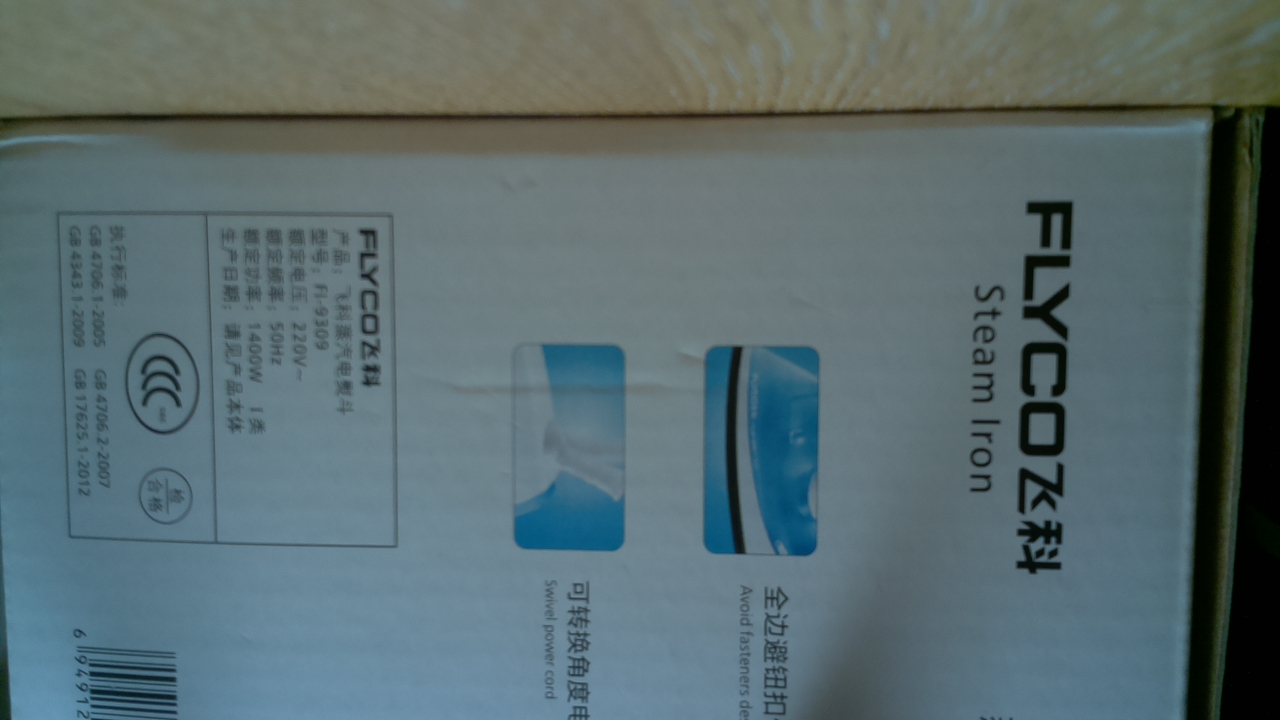 FLYCO飞科
Steam Iron
全边避钮扣
Avoid fasteners
可转换角度电
Swivel power cord
FLYCO飞科
产品：飞科蒸汽电熨斗
型号：FI-9309
额定电压：220V~
额定频率：50Hz
额定功率：1400W I类
生产日期：请见产品本体
检
合格
执行标准：
GB 4706.1-2005 GB 4706.2-2007
GB 4343.1-2009 GB 17625.1-2012
6 94912